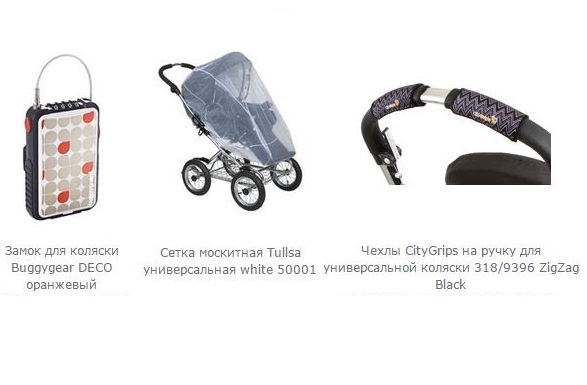 Замок для коляски
Buggygear DECO
оранжевый
Сетка москитная Tullsa
универсальная white 50001
Чехлы CityGrips на ручку для
универсальной коляски 318/9396 ZigZag
Black